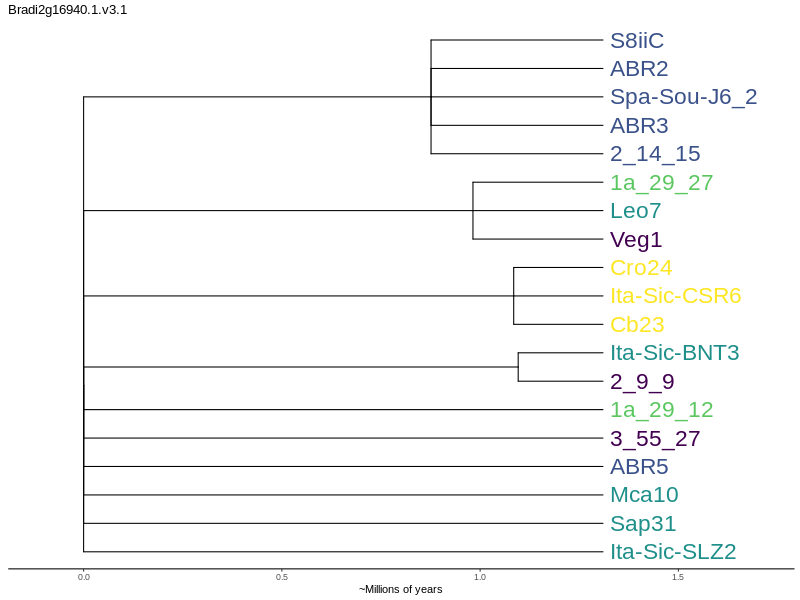 Bradi2g16940.1.v3.1
S8iiC
ABR2
Spa-Sou-J6_2
ABR3
2_14_15
1a_29_27
Leo7
Veg1
Cro24
Ita-Sic-CSR6
Cb23
Ita-Sic-BNT3
2_9_9
1a_29_12
3_55_27
ABR5
Mca10
Sap31
Ita-Sic-SLZ2
0.0 0.5 1.0 1.5
~Millions of years